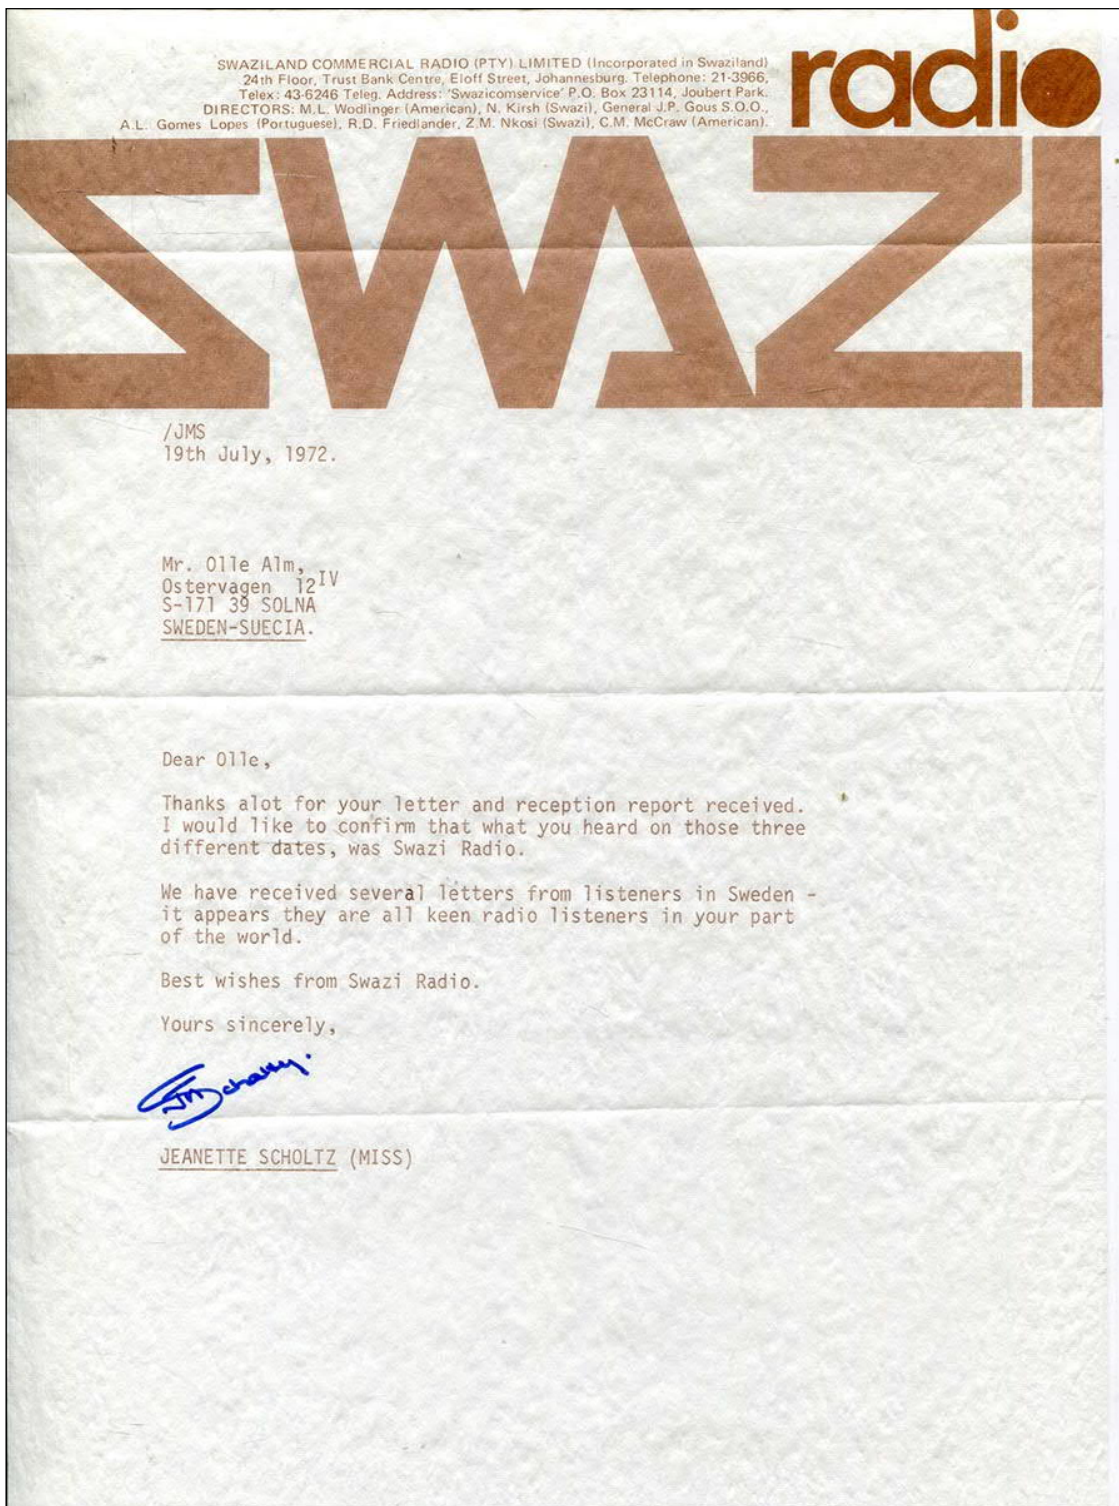 radio
SWAZILAND COMMERCIAL RADIO (PTY) LIMITED (Incorporated in Swaziland)
24th Floor, Trust Bank Centre, Eloff Street, Johannesburg. Telephone: 21-3966,
Telex: 43-6246 Teleg. Address: 'Swazicomservice' P.O. Box 23114, Joubert Park.
DIRECTORS: M.L. Wodlinger (American), N. Kirsh (Swazi), General J.P. Gous S.O.O.,
A.L. Gomes Lopes (Portuguese), R.D. Friedlander, Z.M. Nkosi (Swazi), C.M. McCraw (American).
SWAZI
/JMS
19th July, 1972.
Mr. Olle Alm,
Ostervagen 12 IV
S-171 39 SOLNA
SWEDEN-SUECIA.
Dear Olle,
Thanks alot for your letter and reception report received.
I would like to confirm that what you heard on those three
different dates, was Swazi Radio.
We have received several letters from listeners in Sweden -
it appears they are all keen radio listeners in your part
of the world.
Best wishes from Swazi Radio.
Yours sincerely,
JMScholtz.
JEANETTE SCHOLTZ (MISS)